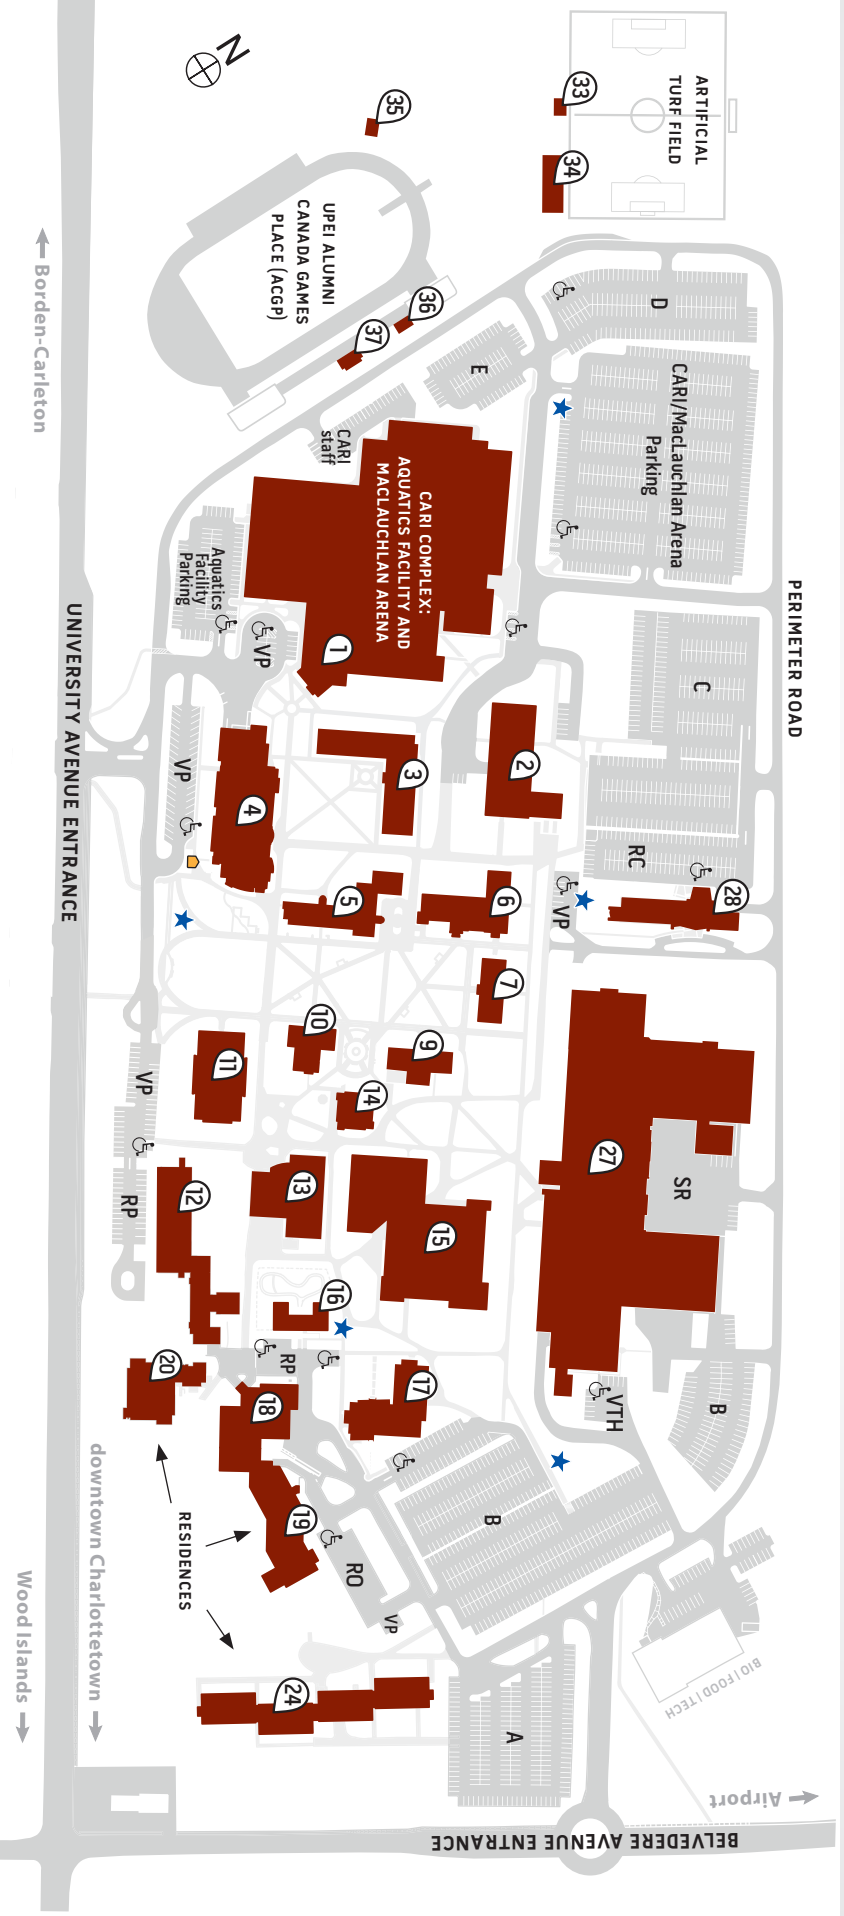 N
ARTIFICIAL
TURF FIELD
33
34
35
UPEI ALUMNI
CANADA GAMES
PLACE (ACGP)
36
37
Borden-Carleton
D
E
CARI/MacLauchlan Arena
Parking
CARI
staff
CARI COMPLEX:
AQUATICS FACILITY AND
MACLAUCHLAN ARENA
1
Aquatics
Facility
Parking
VP
PERIMETER ROAD
C
UNIVERSITY AVENUE ENTRANCE
VP
2
3
4
RC
28
VP
5
6
7
9
10
11
14
VP
27
SR
12
RP
13
15
16
RP
17
18
20
VTH
B
B
19
RO
VP
RESIDENCES
downtown Charlottetown
Wood Islands
24
A
BIO | FOOD | TECH
Airport
BELVEDERE AVENUE ENTRANCE